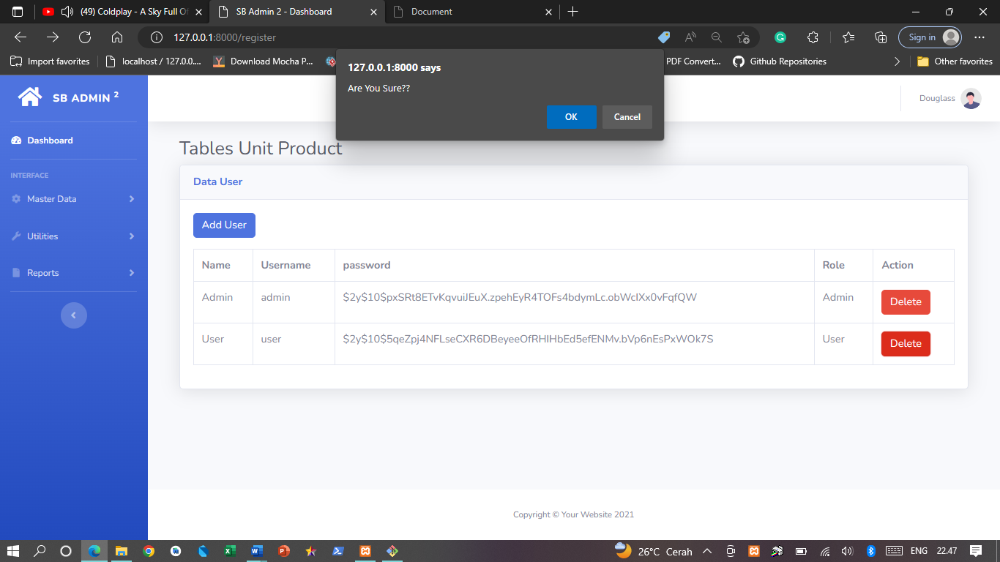 (49) Coldplay - A Sky Full Of
SB Admin 2 - Dashboard
Document
127.0.0.1:8000/register
Sign in
Import favorites
localhost / 127.0.0....
Download Mocha P...
PDF Convert...
Github Repositories
Other favorites
127.0.0.1:8000 says
Are You Sure??
OK
Cancel
SB ADMIN 2
Douglass
Dashboard
INTERFACE
Master Data
Utilities
Reports
Tables Unit Product
Data User
Add User
Name Username password Role Action
Admin admin $2y$10$pxSRt8ETvKqvuiJEuX.zpehEyR4TOFs4bdymLc.obWcIXx0vFqfQW Admin Delete
User user $2y$10$5qeZpj4NFLseCXR6DBeyeeOfRHIHbEd5efENMv.bVp6nEsPxWOk7S User Delete
Copyright © Your Website 2021
26°C Cerah
ENG
22.47